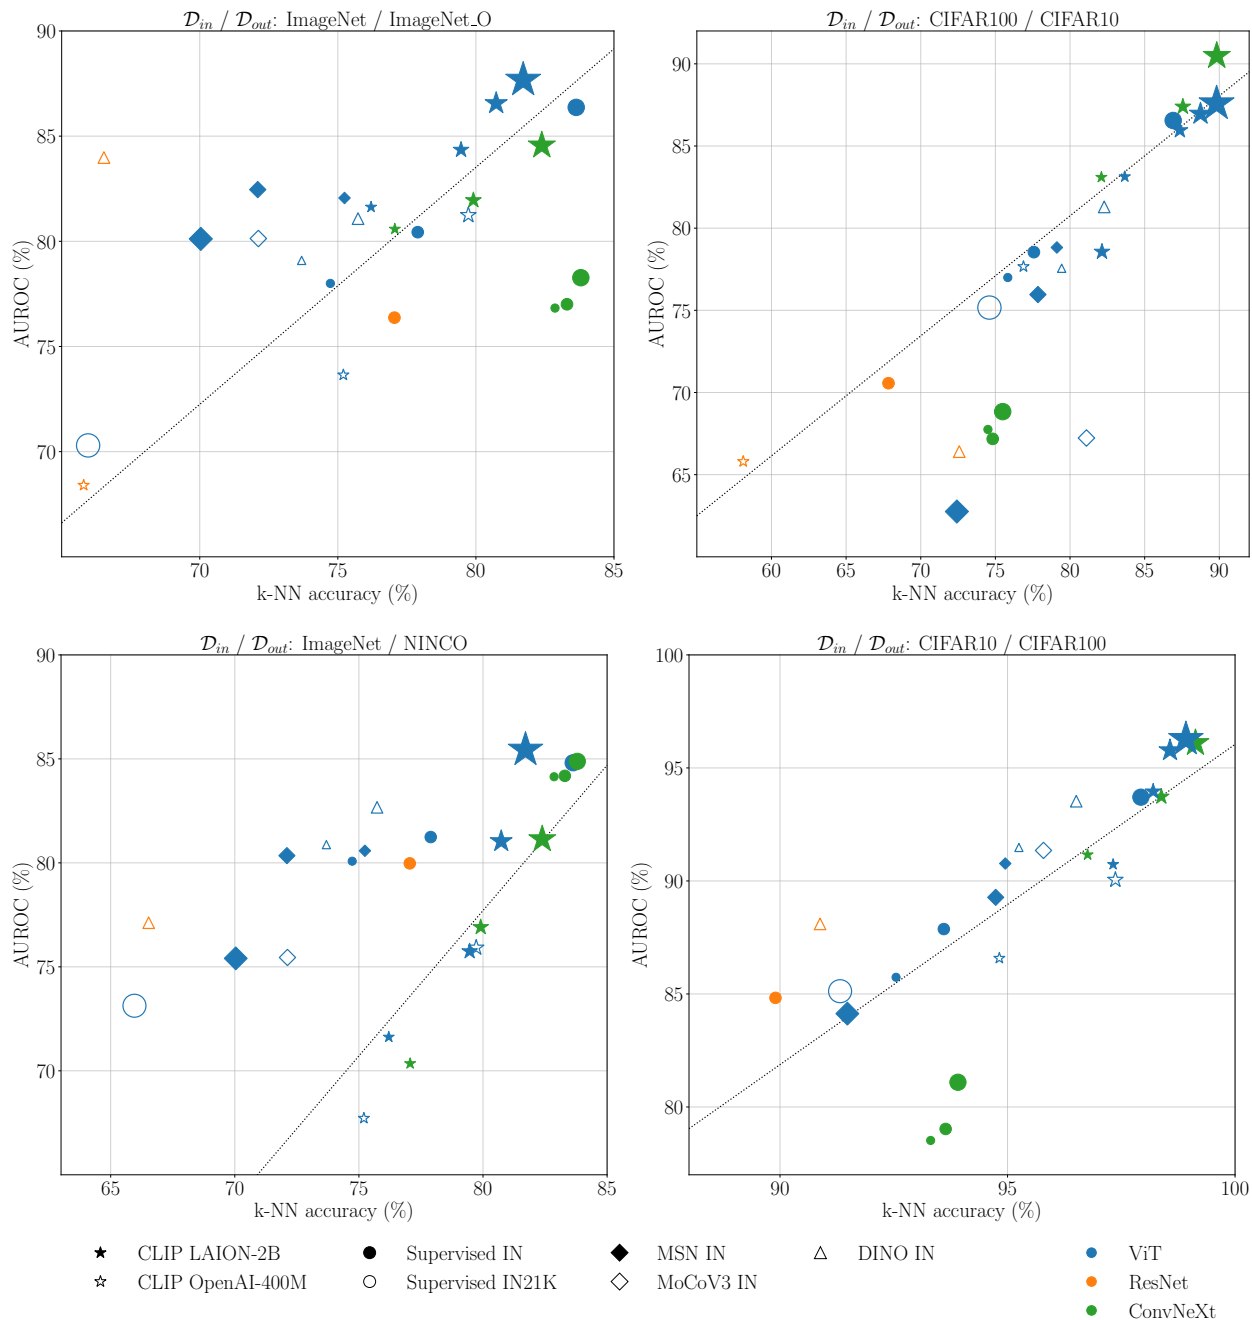 𝒟in / 𝒟out: ImageNet / ImageNet_O
90
85
80
75
70
AUROC (%)
70 75 80 85
k-NN accuracy (%)
𝒟in / 𝒟out: CIFAR100 / CIFAR10
90
85
80
75
70
65
AUROC (%)
60 65 70 75 80 85 90
k-NN accuracy (%)
𝒟in / 𝒟out: ImageNet / NINCO
90
85
80
75
70
AUROC (%)
65 70 75 80 85
k-NN accuracy (%)
𝒟in / 𝒟out: CIFAR10 / CIFAR100
100
95
90
85
80
AUROC (%)
90 95 100
k-NN accuracy (%)
CLIP LAION-2B
CLIP OpenAI-400M
Supervised IN
Supervised IN21K
MSN IN
MoCoV3 IN
DINO IN
ViT
ResNet
ConvNeXt